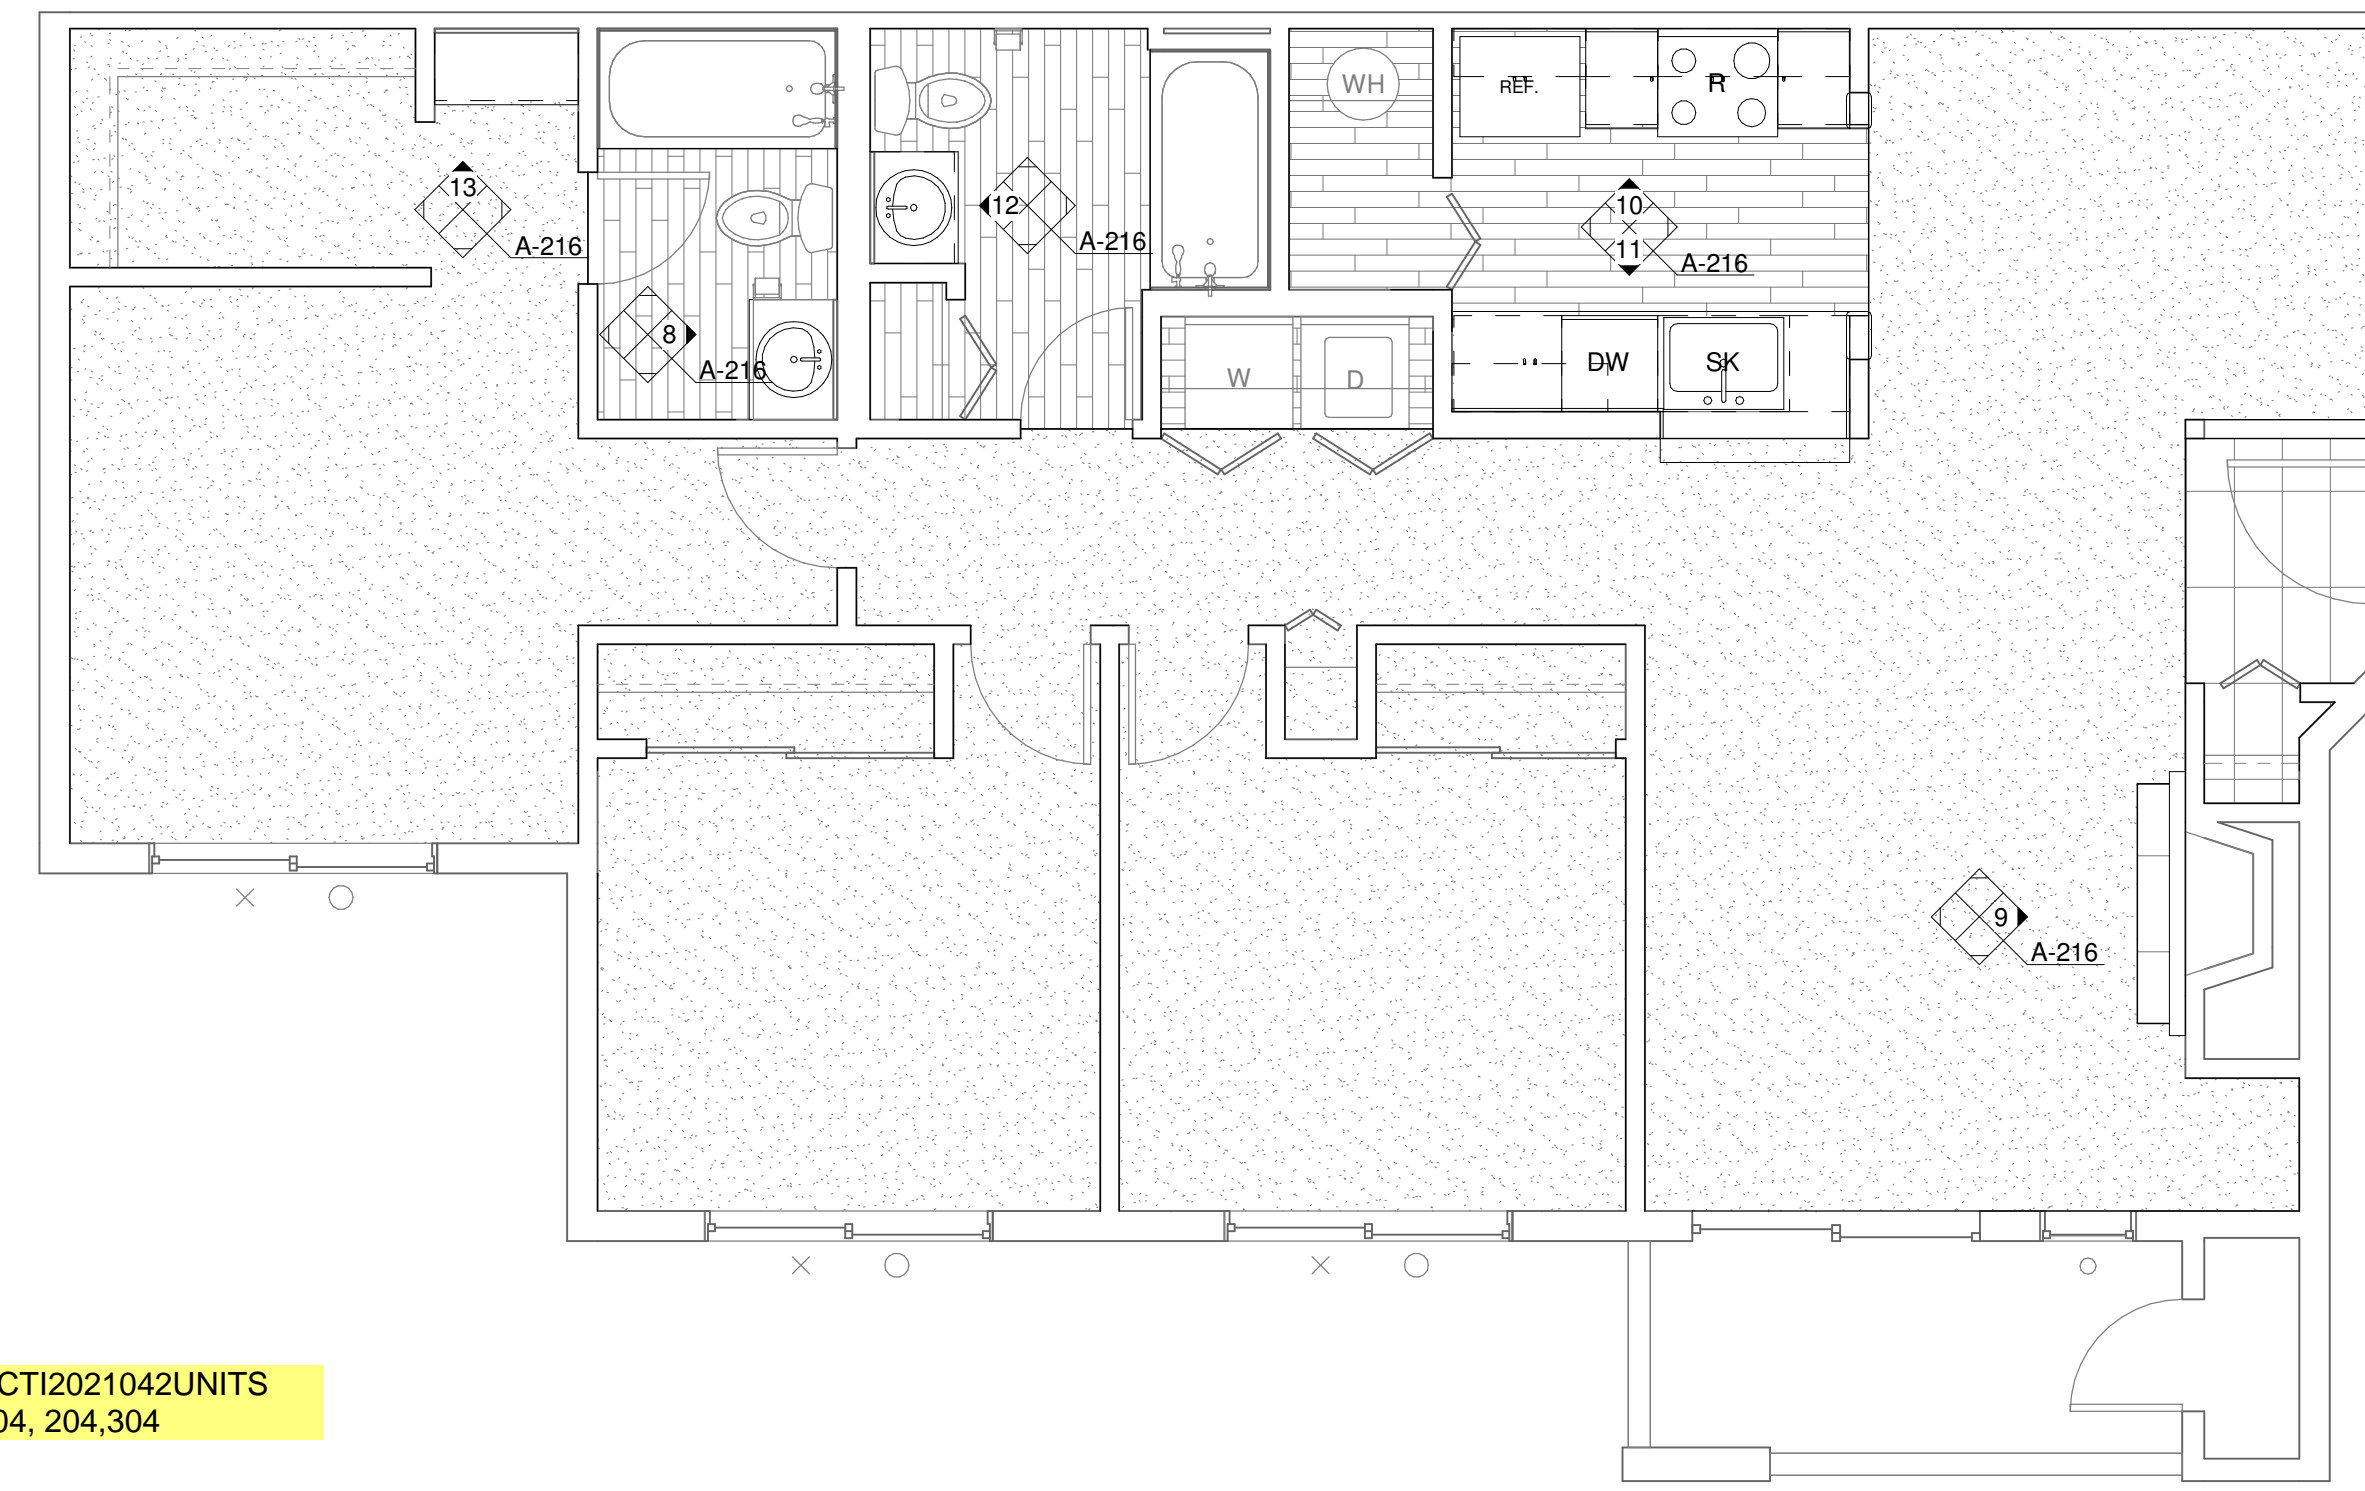 WH
REF.
R
13
A-216
12
A-216
10
11
A-216
8
A-216
W
D
DW
SK
9
A-216
CTI2021042UNITS
04, 204,304